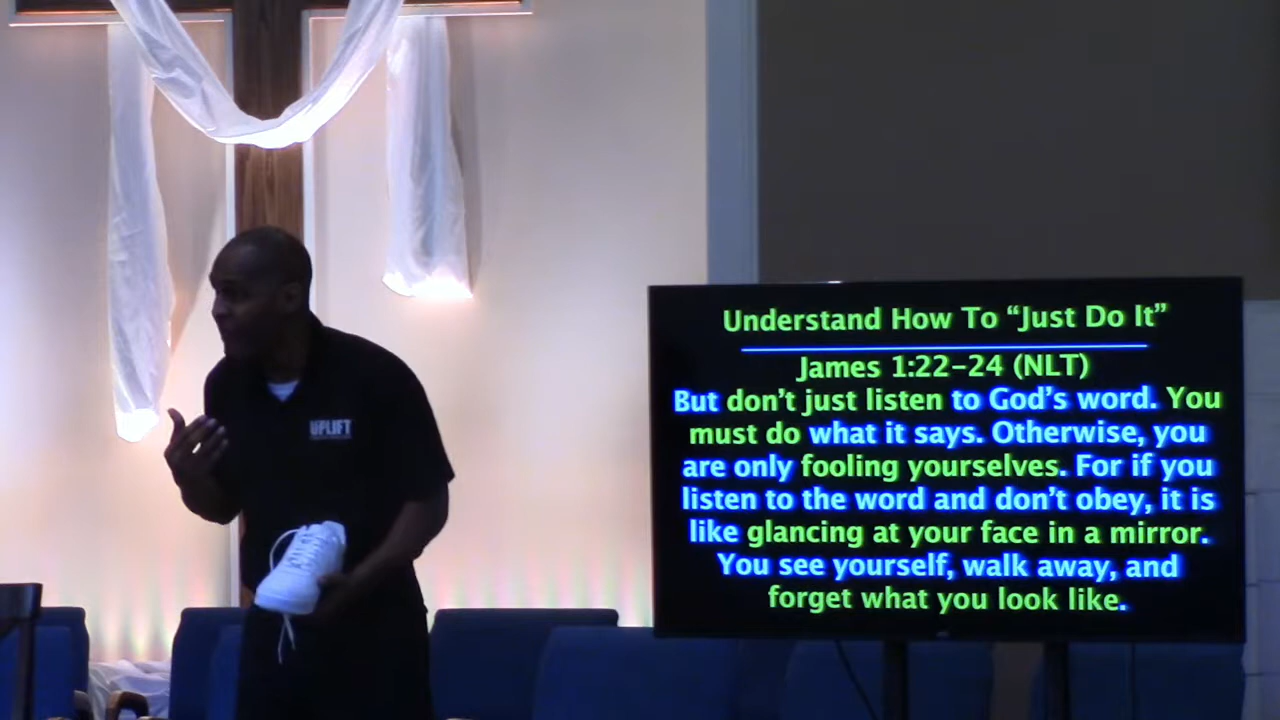 UPLIFT
Understand How To “Just Do It”
James 1:22–24 (NLT)
But don’t just listen to God’s word. You
must do what it says. Otherwise, you
are only fooling yourselves. For if you
listen to the word and don’t obey, it is
like glancing at your face in a mirror.
You see yourself, walk away, and
forget what you look like.